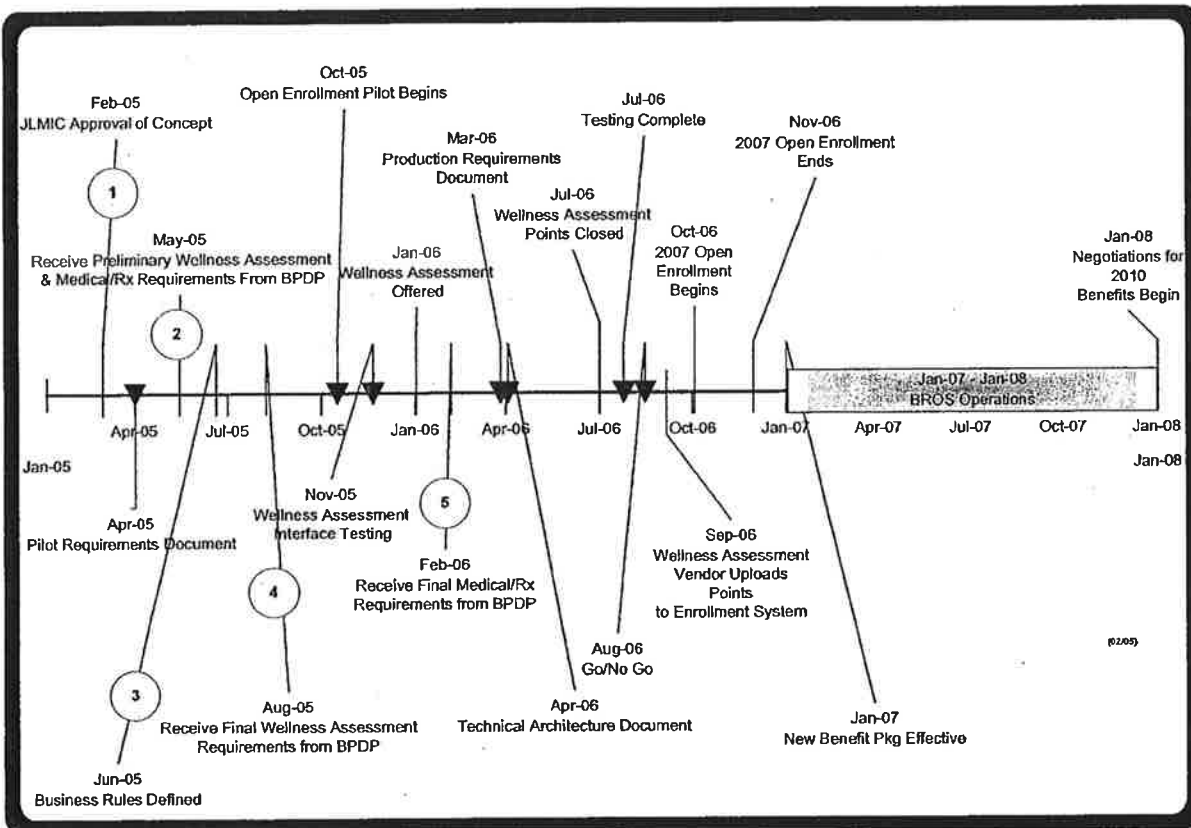 Oct-05
Open Enrollment Pilot Begins
Feb-05
JLMIC Approval of Concept
1
Jul-06
Testing Complete
Nov-06
2007 Open Enrollment
Ends
Mar-06
Production Requirements
Document
Jul-06
Wellness Assessment
Points Closed
May-05
Receive Preliminary Wellness Assessment
& Medical/Rx Requirements From BPDP
2
Jan-06
Wellness Assessment
Offered
Oct-06
2007 Open
Enrollment
Begins
Jan-08
Negotiations for
2010
Benefits Begin
Jan-07 - Jan-08
BROS Operations
Apr-05
Jul-05
Oct-05
Jan-06
Apr-06
Jul-06
Oct-06
Jan-07
Apr-07
Jul-07
Oct-07
Jan-08
Jan-05
Jan-08
Apr-05
Pilot Requirements Document
Nov-05
Wellness Assessment
Interface Testing
5
Feb-06
Receive Final Medical/Rx
Requirements from BPDP
Sep-06
Wellness Assessment
Vendor Uploads
Points
to Enrollment System
4
Aug-06
Go/No Go
(02/05)
3
Aug-05
Receive Final Wellness Assessment
Requirements from BPDP
Apr-06
Technical Architecture Document
Jan-07
New Benefit Pkg Effective
Jun-05
Business Rules Defined